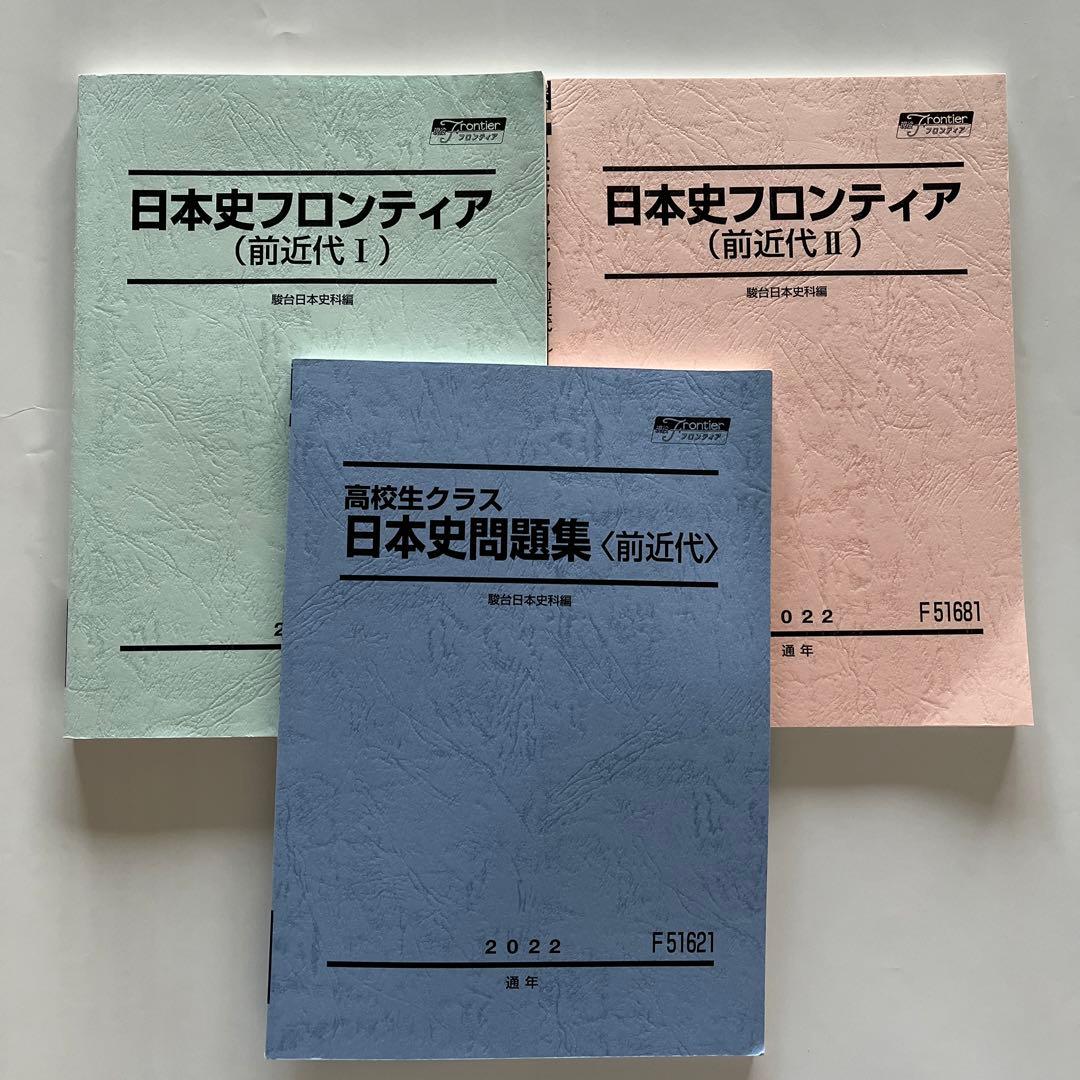 Frontier
フロンティア
日本史フロンティア
(前近代Ⅰ)
駿台日本史科編
2
Frontier
フロンティア
日本史フロンティア
(前近代Ⅱ)
駿台日本史科編
2022 F51681
通年
Frontier
フロンティア
高校生クラス
日本史問題集〈前近代〉
駿台日本史科編
2022 F51621
通年